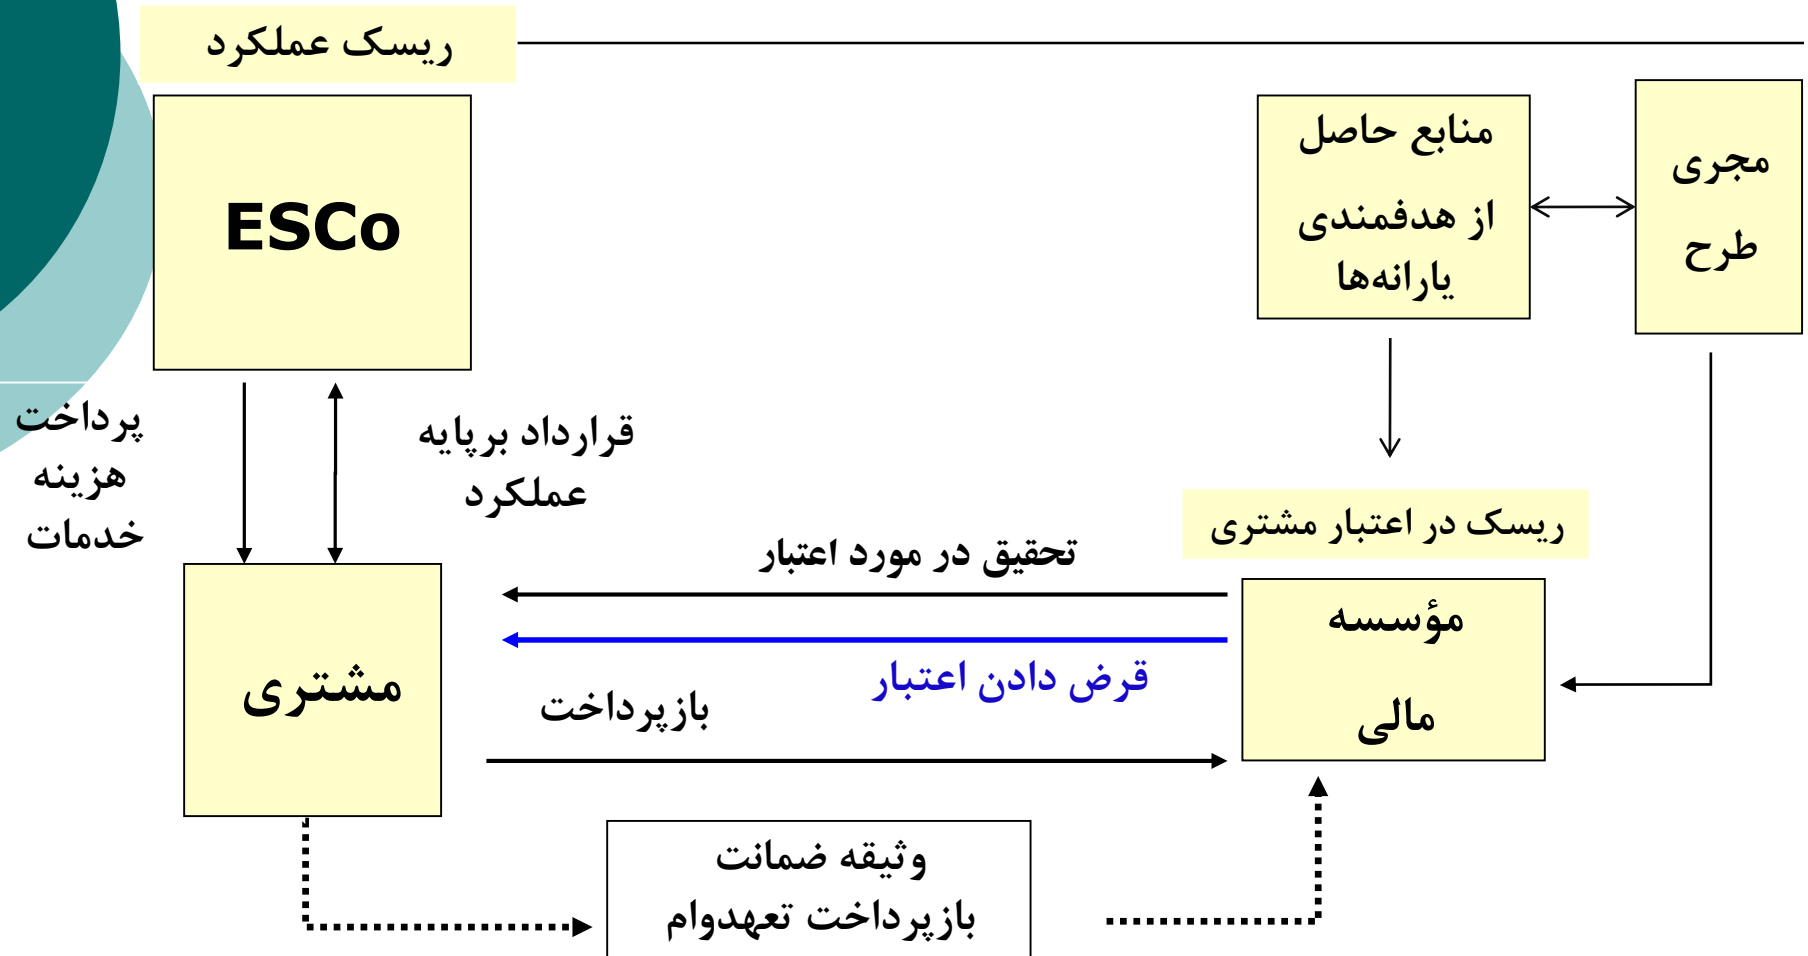 ریسک عملکرد
ESCo
منابع حاصل
از هدفمندی
یارانه‌ها
مجری
طرح
پرداخت
هزینه
خدمات
قرارداد برپایه
عملکرد
ریسک در اعتبار مشتری
تحقیق در مورد اعتبار
قرض دادن اعتبار
بازپرداخت
مشتری
مؤسسه
مالی
وثیقه ضمانت
بازپرداخت تعهدوام